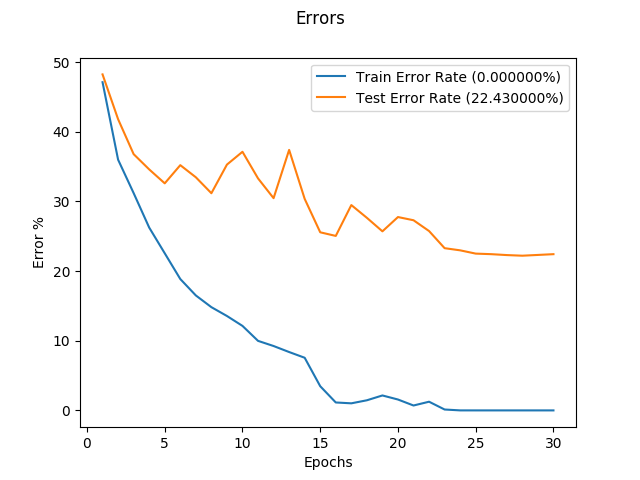 Errors
Train Error Rate (0.000000%)
Test Error Rate (22.430000%)
50
40
30
20
10
0
Error %
0 5 10 15 20 25 30
Epochs